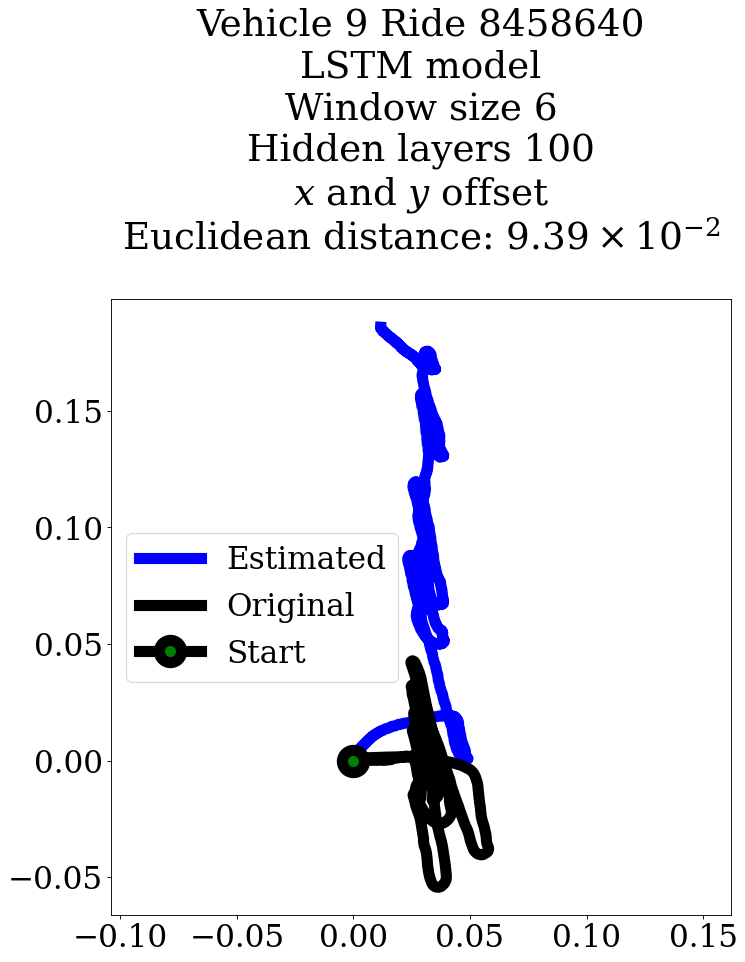 Vehicle 9 Ride 8458640
LSTM model
Window size 6
Hidden layers 100
x and y offset
Euclidean distance: 9.39 × 10⁻²
0.15
0.10
0.05
0.00
−0.05
Estimated
Original
Start
−0.10 −0.05 0.00 0.05 0.10 0.15